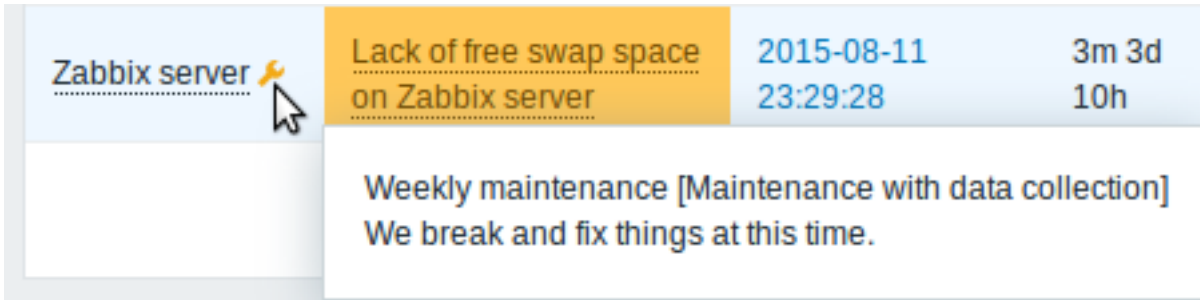 Zabbix server
Lack of free swap space
on Zabbix server
2015-08-11
23:29:28
3m 3d
10h
Weekly maintenance [Maintenance with data collection]
We break and fix things at this time.